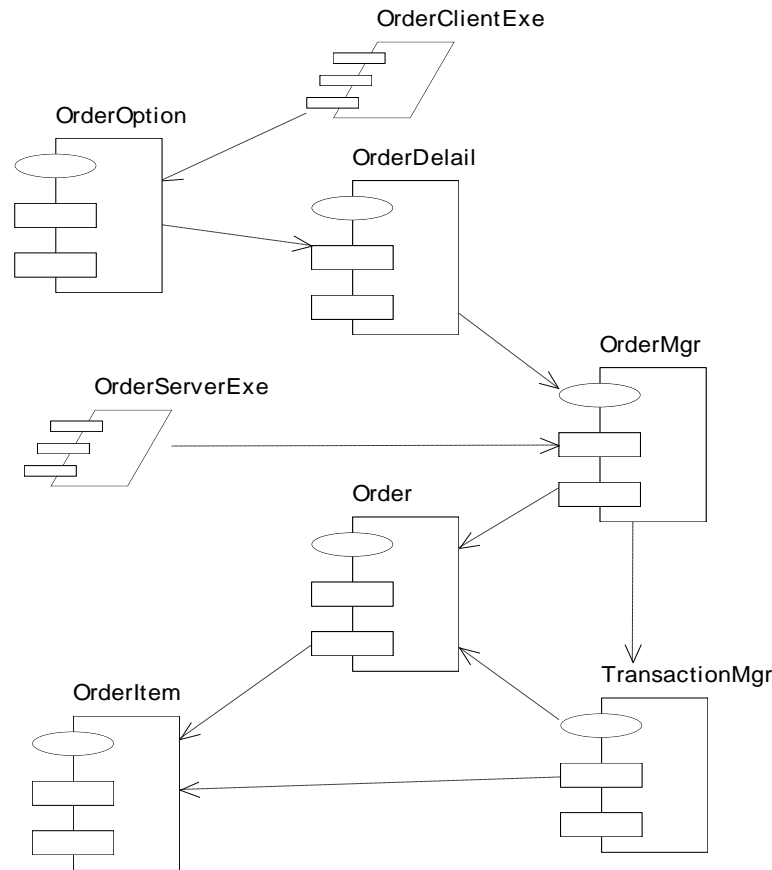 OrderClientExe
OrderOption
OrderDelail
OrderMgr
OrderServerExe
Order
TransactionMgr
OrderItem